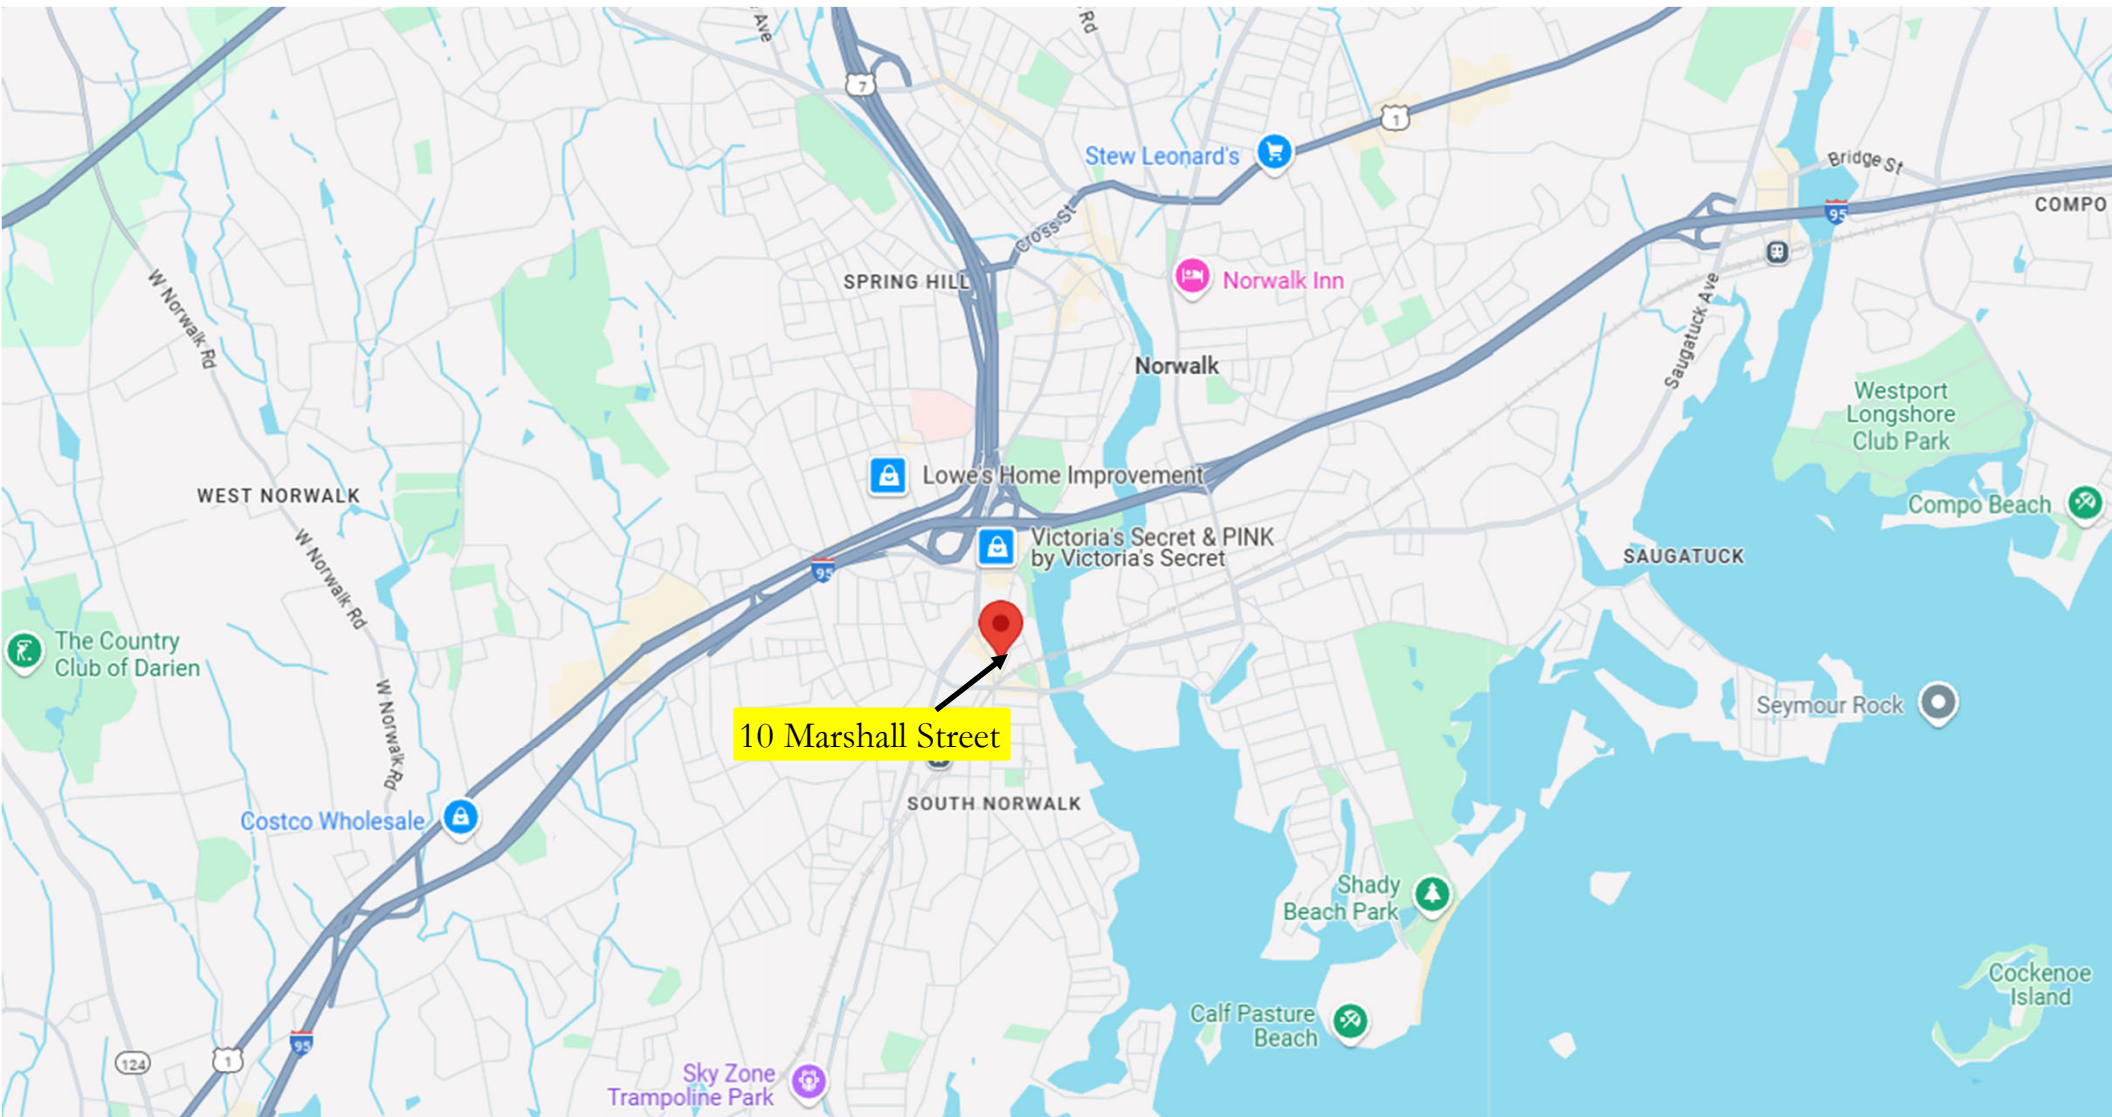 Ave
Rd
7
1
Stew Leonard's
Bridge St
95
COMPO
Cross St
SPRING HILL
Norwalk Inn
W Norwalk Rd
Saugatuck Ave
Norwalk
Westport
Longshore
Club Park
WEST NORWALK
Lowe's Home Improvement
Compo Beach
W Norwalk Rd
Victoria's Secret & PINK
by Victoria's Secret
95
SAUGATUCK
The Country
Club of Darien
W Norwalk Rd
Seymour Rock
10 Marshall Street
SOUTH NORWALK
Costco Wholesale
Shady
Beach Park
Cockenoe
Island
Calf Pasture
Beach
95
124
1
Sky Zone
Trampoline Park